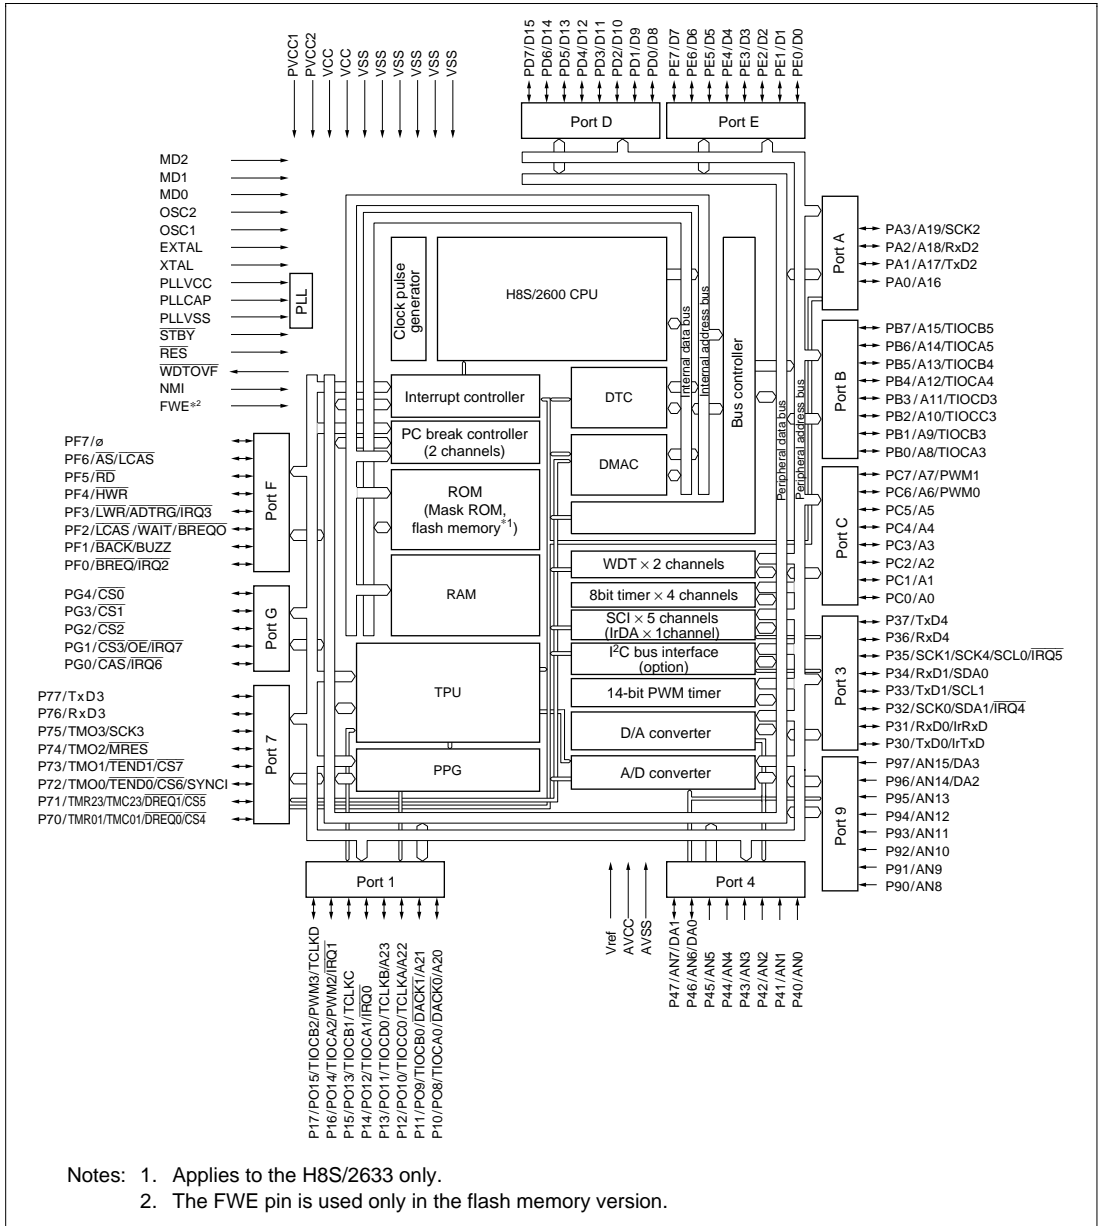 PVCC1
PVCC2
VCC
VCC
VSS
VSS
VSS
VSS
VSS
VSS
PD7/D15
PD6/D14
PD5/D13
PD4/D12
PD3/D11
PD2/D10
PD1/D9
PD0/D8
PE7/D7
PE6/D6
PE5/D5
PE4/D4
PE3/D3
PE2/D2
PE1/D1
PE0/D0
Port D
Port E
MD2
MD1
MD0
OSC2
OSC1
EXTAL
XTAL
PLLVCC
PLLCAP
PLLVSS
STBY
RES
WDTOVF
NMI
FWE*2
PLL
Clock pulse
generator
H8S/2600 CPU
Internal data bus
Internal address bus
Bus controller
Peripheral data bus
Peripheral address bus
Interrupt controller
PC break controller
(2 channels)
ROM
(Mask ROM,
flash memory*1)
RAM
TPU
PPG
DTC
DMAC
WDT × 2 channels
8bit timer × 4 channels
SCI × 5 channels
(IrDA × 1channel)
I2C bus interface
(option)
14-bit PWM timer
D/A converter
A/D converter
Port A
PA3/A19/SCK2
PA2/A18/RxD2
PA1/A17/TxD2
PA0/A16
Port B
PB7/A15/TIOCB5
PB6/A14/TIOCA5
PB5/A13/TIOCB4
PB4/A12/TIOCA4
PB3/A11/TIOCD3
PB2/A10/TIOCC3
PB1/A9/TIOCB3
PB0/A8/TIOCA3
Port C
PC7/A7/PWM1
PC6/A6/PWM0
PC5/A5
PC4/A4
PC3/A3
PC2/A2
PC1/A1
PC0/A0
Port 3
P37/TxD4
P36/RxD4
P35/SCK1/SCK4/SCL0/IRQ5
P34/RxD1/SDA0
P33/TxD1/SCL1
P32/SCK0/SDA1/IRQ4
P31/RxD0/IrRxD
P30/TxD0/IrTxD
Port 9
P97/AN15/DA3
P96/AN14/DA2
P95/AN13
P94/AN12
P93/AN11
P92/AN10
P91/AN9
P90/AN8
PF7/ø
PF6/AS/LCAS
PF5/RD
PF4/HWR
PF3/LWR/ADTRG/IRQ3
PF2/LCAS/WAIT/BREQO
PF1/BACK/BUZZ
PF0/BREQ/IRQ2
Port F
PG4/CS0
PG3/CS1
PG2/CS2
PG1/CS3/OE/IRQ7
PG0/CAS/IRQ6
Port G
P77/TxD3
P76/RxD3
P75/TMO3/SCK3
P74/TMO2/MRES
P73/TMO1/TEND1/CS7
P72/TMO0/TEND0/CS6/SYNCI
P71/TMR23/TMC23/DREQ1/CS5
P70/TMR01/TMC01/DREQ0/CS4
Port 7
Port 1
P17/PO15/TIOCB2/PWM3/TCLKD
P16/PO14/TIOCA2/PWM2/IRQ1
P15/PO13/TIOCB1/TCLKC
P14/PO12/TIOCA1/IRQ0
P13/PO11/TIOCD0/TCLKB/A23
P12/PO10/TIOCC0/TCLKA/A22
P11/PO9/TIOCB0/DACK1/A21
P10/PO8/TIOCA0/DACK0/A20
Vref
AVCC
AVSS
Port 4
P47/AN7/DA1
P46/AN6/DA0
P45/AN5
P44/AN4
P43/AN3
P42/AN2
P41/AN1
P40/AN0
Notes: 1. Applies to the H8S/2633 only.
2. The FWE pin is used only in the flash memory version.